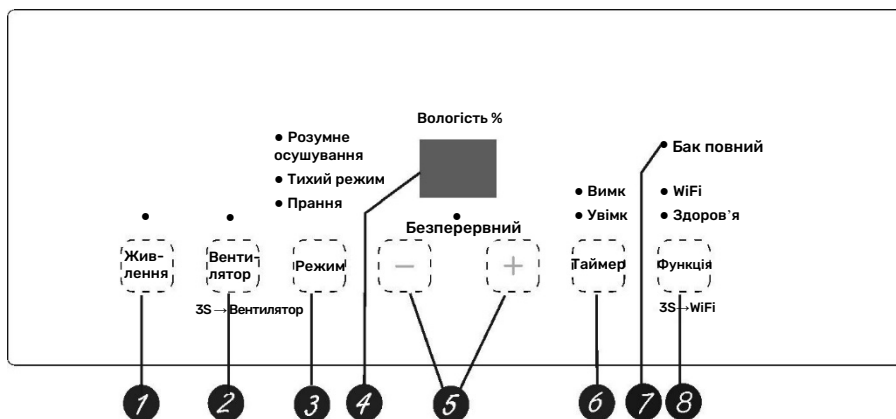 Вологість %
● Розумне
осушування
● Тихий режим
● Прання
● Бак повний
● Вимк
● Увімк
● WiFi
● Здоров’я
Безперервний
Жив-
лення
Венти-
лятор
Режим
−
+
Таймер
Функція
3S→Вентилятор
3S→WiFi
1
2
3
4
5
6
7
8